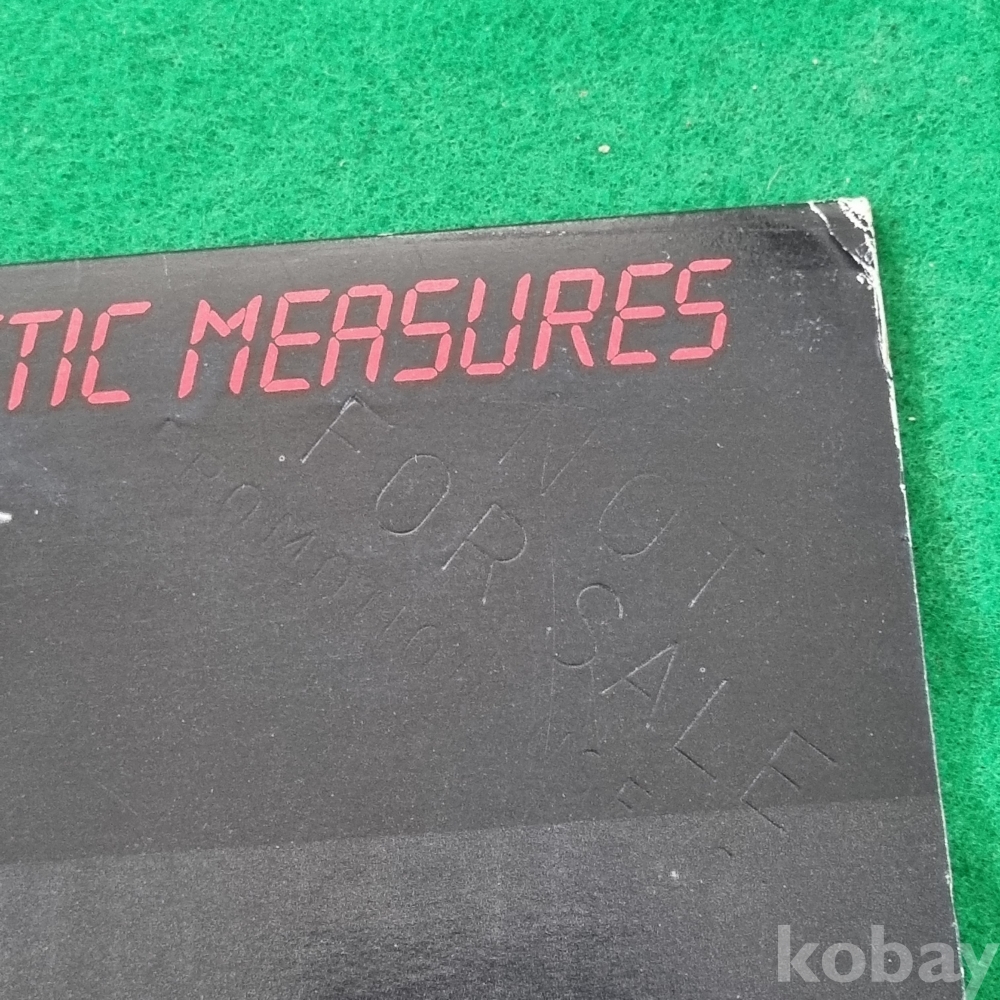 TIC MEASURES
NOT
FOR SALE
kobay